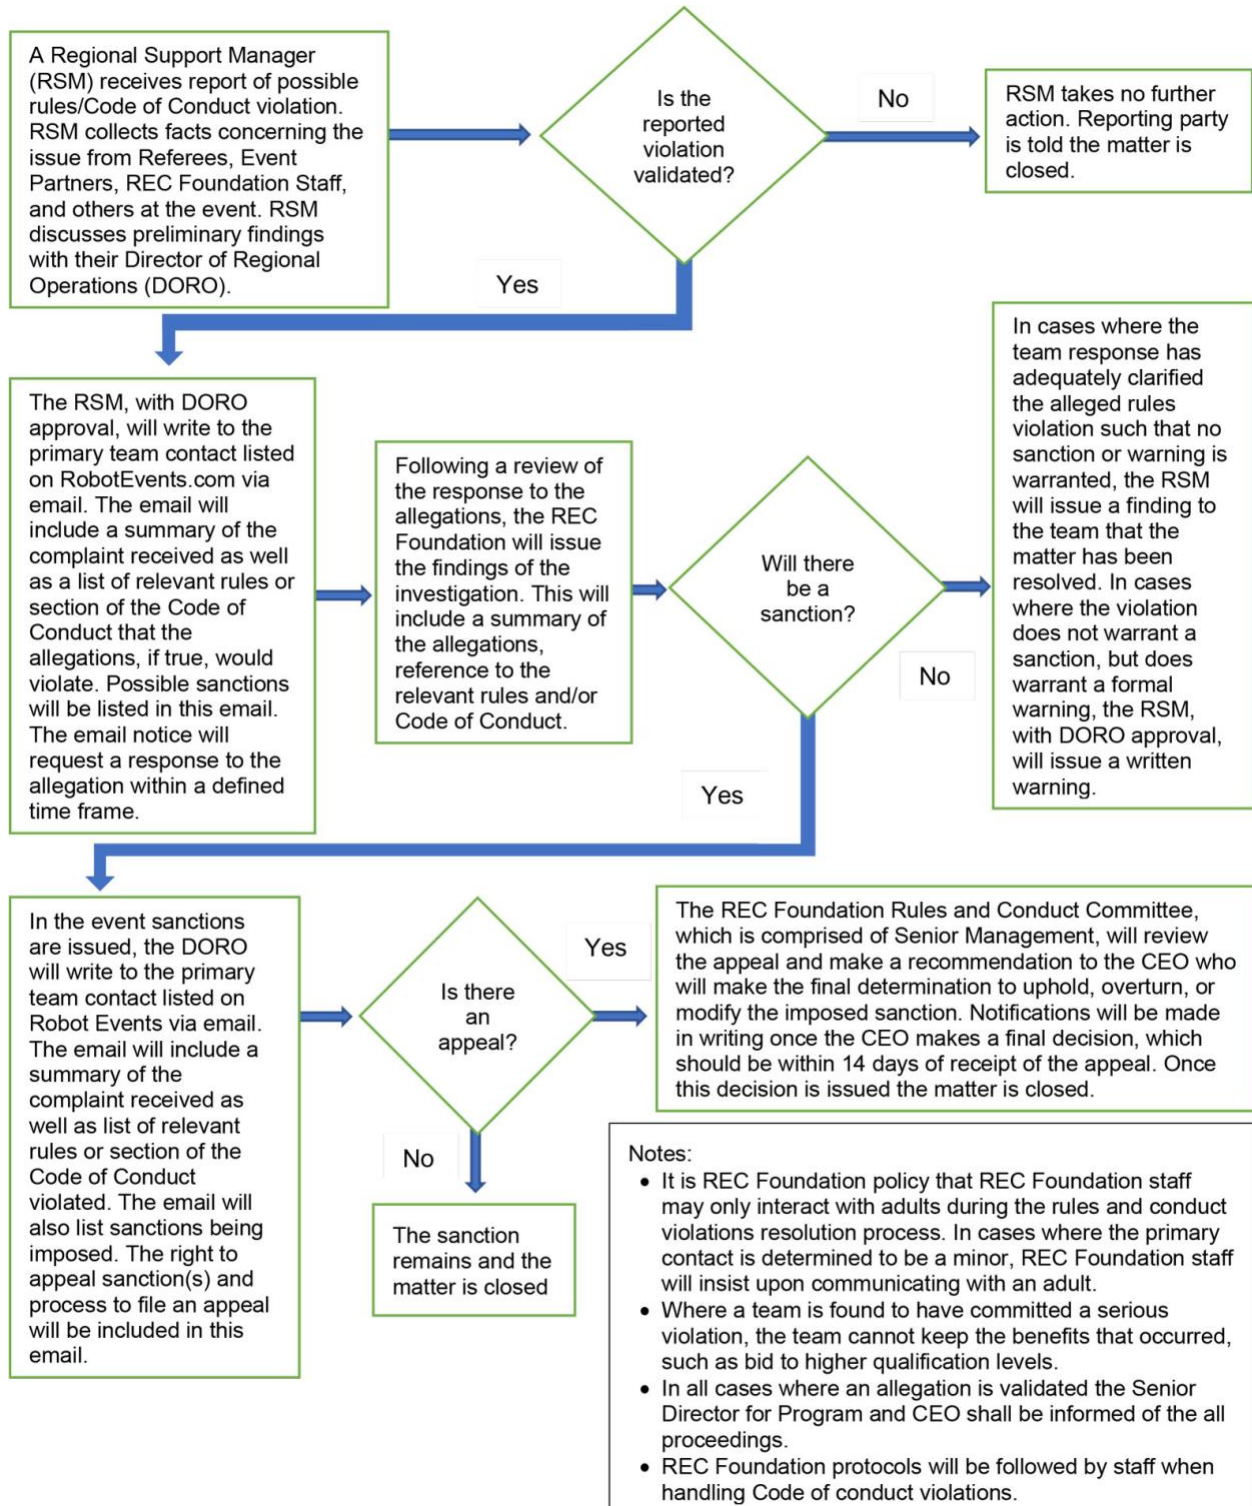 A Regional Support Manager
(RSM) receives report of possible
rules/Code of Conduct violation.
RSM collects facts concerning the
issue from Referees, Event
Partners, REC Foundation Staff,
and others at the event. RSM
discusses preliminary findings
with their Director of Regional
Operations (DORO).
Is the
reported
violation
validated?
No
RSM takes no further
action. Reporting party
is told the matter is
closed.
Yes
The RSM, with DORO
approval, will write to the
primary team contact listed
on RobotEvents.com via
email. The email will
include a summary of the
complaint received as well
as a list of relevant rules or
section of the Code of
Conduct that the
allegations, if true, would
violate. Possible sanctions
will be listed in this email.
The email notice will
request a response to the
allegation within a defined
time frame.
Following a review of
the response to the
allegations, the REC
Foundation will issue
the findings of the
investigation. This will
include a summary of
the allegations,
reference to the
relevant rules and/or
Code of Conduct.
Will there
be a
sanction?
No
In cases where the
team response has
adequately clarified
the alleged rules
violation such that no
sanction or warning is
warranted, the RSM
will issue a finding to
the team that the
matter has been
resolved. In cases
where the violation
does not warrant a
sanction, but does
warrant a formal
warning, the RSM,
with DORO approval,
will issue a written
warning.
Yes
In the event sanctions
are issued, the DORO
will write to the primary
team contact listed on
Robot Events via email.
The email will include a
summary of the
complaint received as
well as list of relevant
rules or section of the
Code of Conduct
violated. The email will
also list sanctions being
imposed. The right to
appeal sanction(s) and
process to file an appeal
will be included in this
email.
Is there
an
appeal?
Yes
The REC Foundation Rules and Conduct Committee,
which is comprised of Senior Management, will review
the appeal and make a recommendation to the CEO who
will make the final determination to uphold, overturn, or
modify the imposed sanction. Notifications will be made
in writing once the CEO makes a final decision, which
should be within 14 days of receipt of the appeal. Once
this decision is issued the matter is closed.
No
The sanction
remains and the
matter is closed
Notes:
• It is REC Foundation policy that REC Foundation staff
may only interact with adults during the rules and conduct
violations resolution process. In cases where the primary
contact is determined to be a minor, REC Foundation staff
will insist upon communicating with an adult.
• Where a team is found to have committed a serious
violation, the team cannot keep the benefits that occurred,
such as bid to higher qualification levels.
• In all cases where an allegation is validated the Senior
Director for Program and CEO shall be informed of the all
proceedings.
• REC Foundation protocols will be followed by staff when
handling Code of conduct violations.